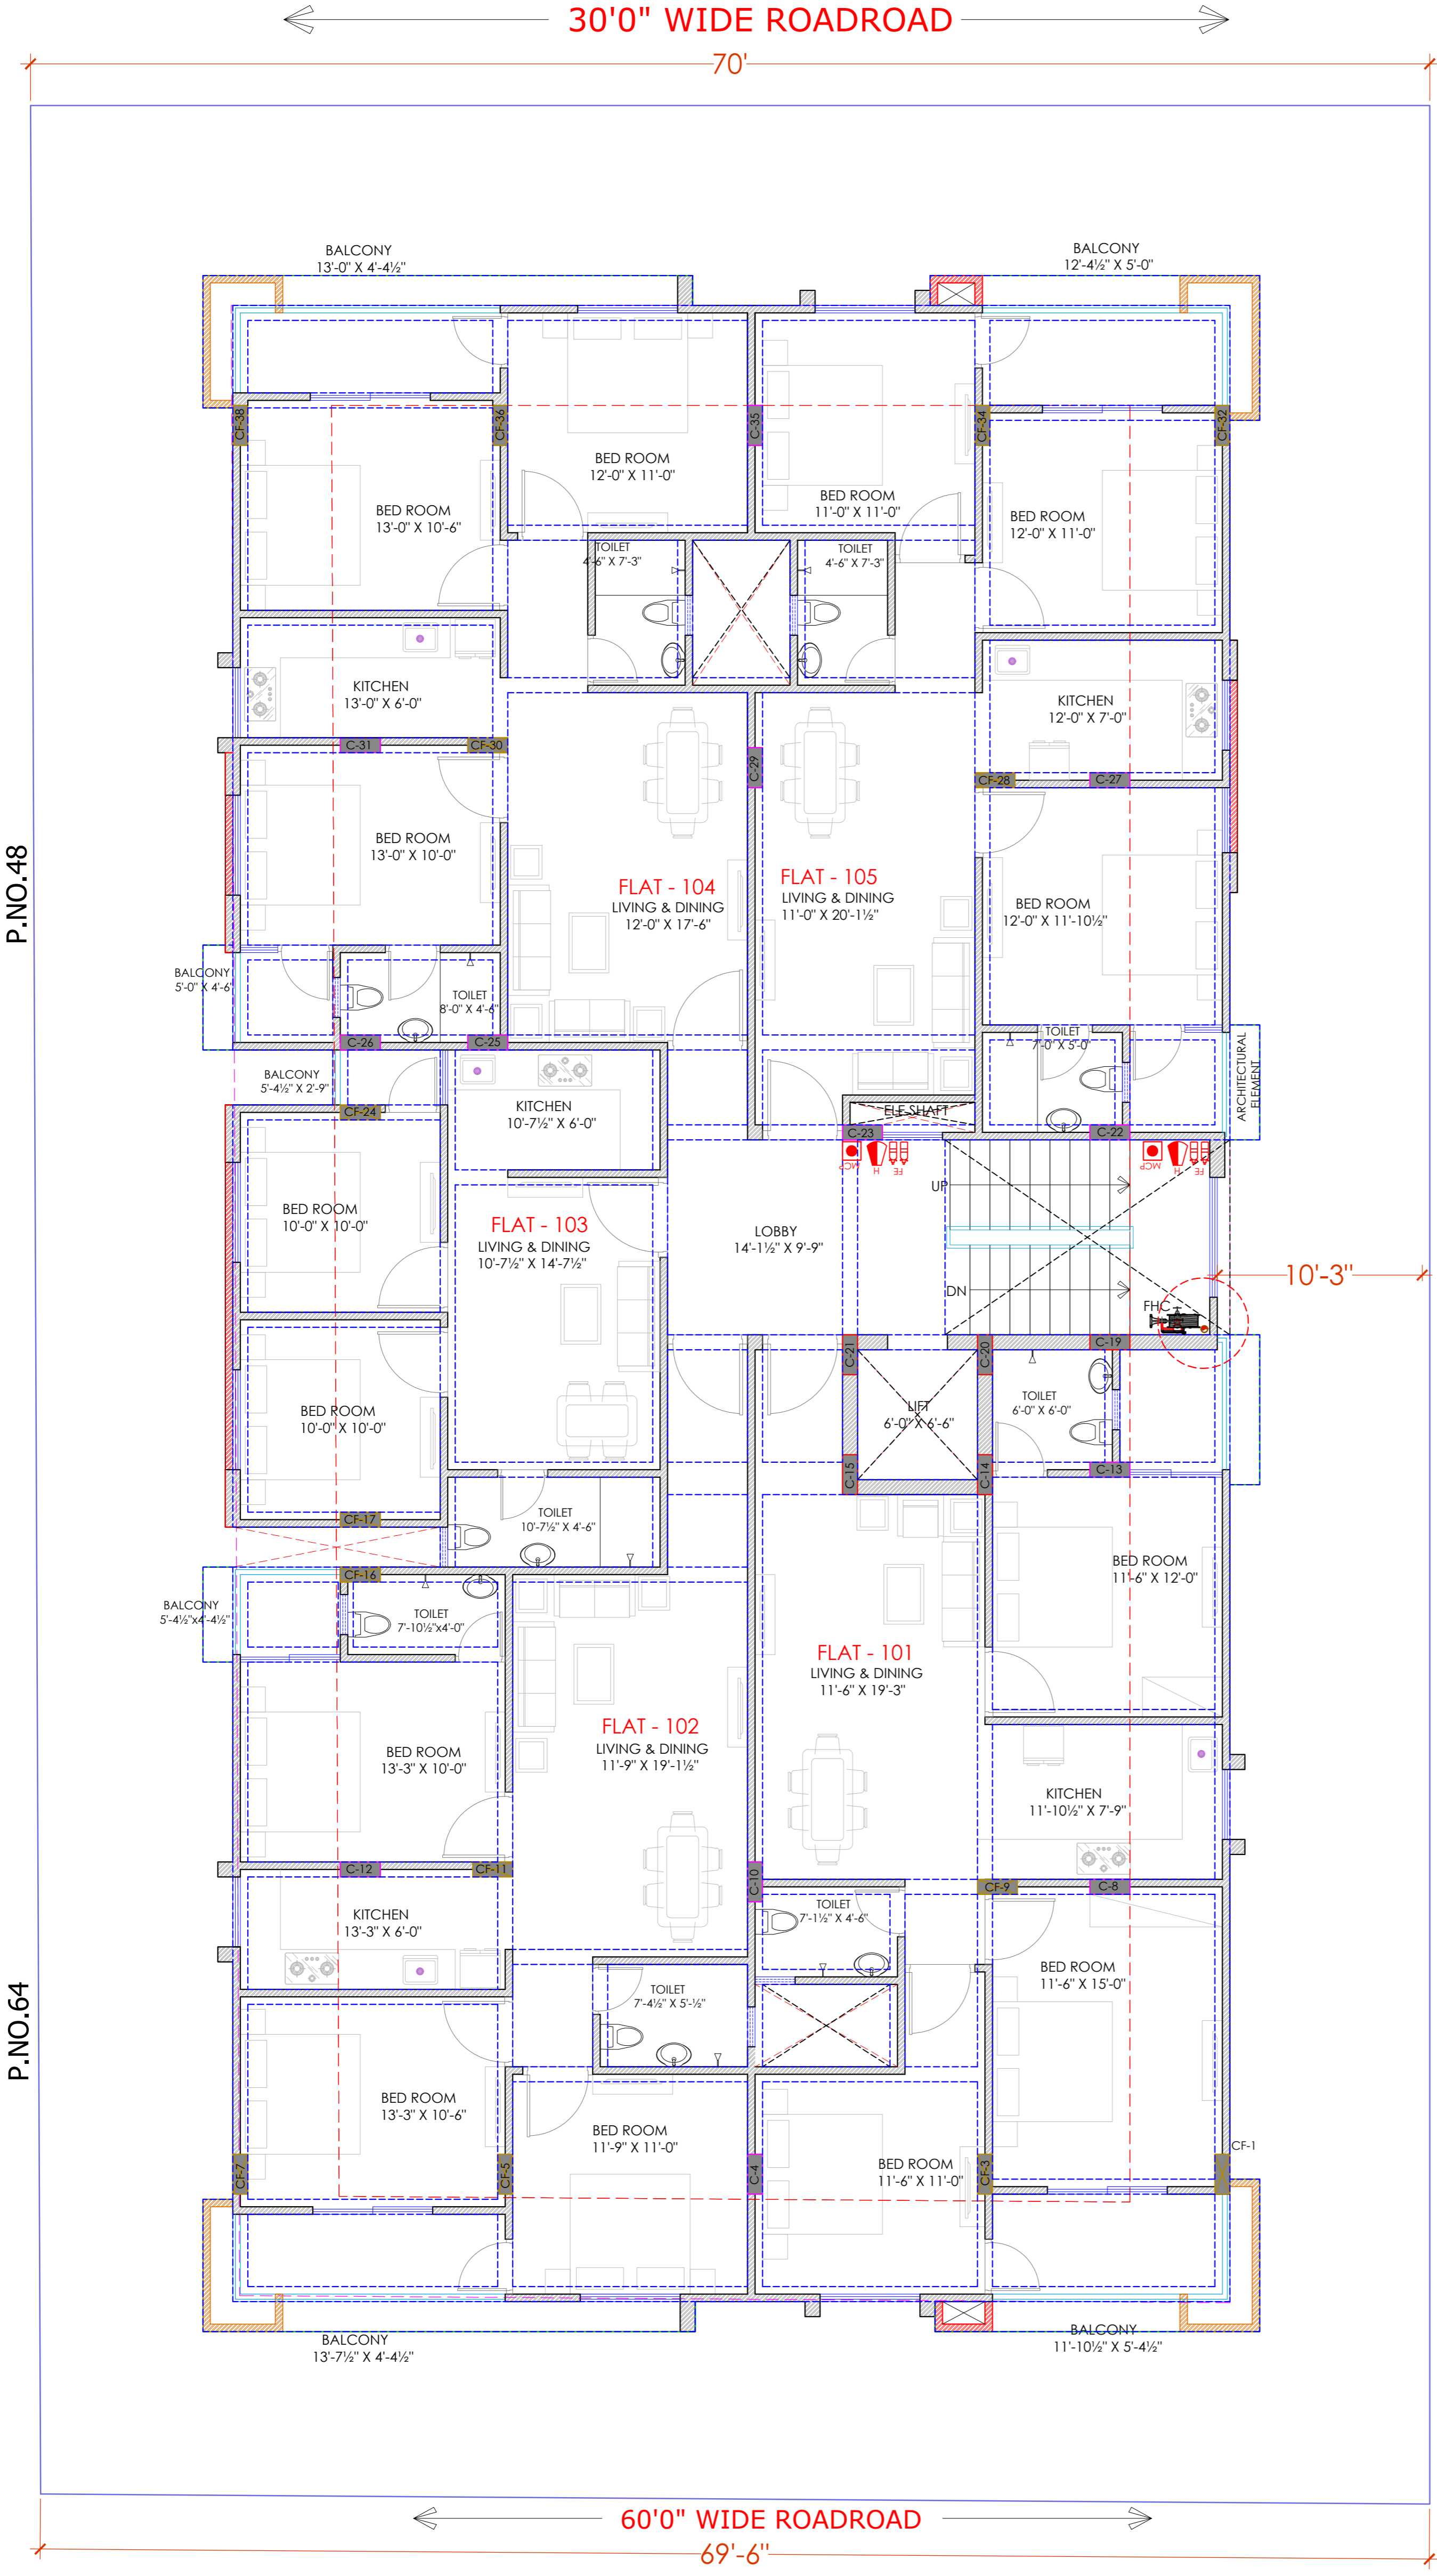 30'0" WIDE ROADROAD
70'
BALCONY
13'-0" X 4'-4½"
BALCONY
12'-4½" X 5'-0"
CF-38
CF-36
C-35
CF-34
CF-32
BED ROOM
12'-0" X 11'-0"
BED ROOM
13'-0" X 10'-6"
BED ROOM
11'-0" X 11'-0"
BED ROOM
12'-0" X 11'-0"
TOILET
4'-6" X 7'-3"
TOILET
4'-6" X 7'-3"
KITCHEN
13'-0" X 6'-0"
KITCHEN
12'-0" X 7'-0"
C-31
CF-30
C-29
CF-28
C-27
BED ROOM
13'-0" X 10'-0"
FLAT - 104
LIVING & DINING
12'-0" X 17'-6"
FLAT - 105
LIVING & DINING
11'-0" X 20'-1½"
BED ROOM
12'-0" X 11'-10½"
P.NO.48
BALCONY
5'-0" X 4'-6"
TOILET
8'-0" X 4'-6"
C-26
C-25
TOILET
7'-0" X 5'-0"
ARCHITECTURAL
ELEMENT
BALCONY
5'-4½" X 2'-9"
CF-24
KITCHEN
10'-7½" X 6'-0"
ELE SHAFT
C-23
C-22
MCP
H
FE
MCP
H
FE
UP
BED ROOM
10'-0" X 10'-0"
FLAT - 103
LIVING & DINING
10'-7½" X 14'-7½"
LOBBY
14'-1½" X 9'-9"
DN
10'-3"
FHC
C-21
C-20
C-19
BED ROOM
10'-0" X 10'-0"
LIFT
6'-0" X 6'-6"
TOILET
6'-0" X 6'-0"
C-15
C-14
C-13
CF-17
TOILET
10'-7½" X 4'-6"
CF-16
BALCONY
5'-4½"x4'-4½"
TOILET
7'-10½"x4'-0"
BED ROOM
11'-6" X 12'-0"
FLAT - 101
LIVING & DINING
11'-6" X 19'-3"
FLAT - 102
LIVING & DINING
11'-9" X 19'-1½"
BED ROOM
13'-3" X 10'-0"
KITCHEN
11'-10½" X 7'-9"
C-12
CF-11
C-10
CF-9
C-8
KITCHEN
13'-3" X 6'-0"
TOILET
7'-1½" X 4'-6"
P.NO.64
TOILET
7'-4½" X 5'-½"
BED ROOM
11'-6" X 15'-0"
BED ROOM
13'-3" X 10'-6"
BED ROOM
11'-9" X 11'-0"
BED ROOM
11'-6" X 11'-0"
CF-7
CF-5
C-4
CF-3
CF-1
BALCONY
13'-7½" X 4'-4½"
BALCONY
11'-10½" X 5'-4½"
60'0" WIDE ROADROAD
69'-6"